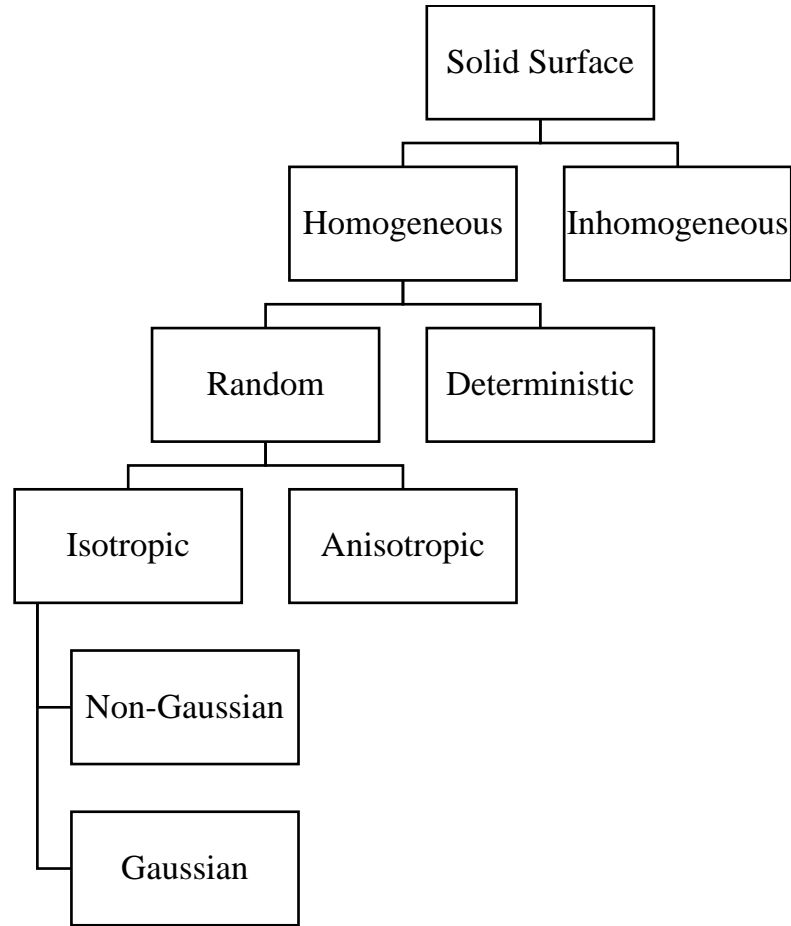 Solid Surface
Homogeneous
Inhomogeneous
Random
Deterministic
Isotropic
Anisotropic
Non-Gaussian
Gaussian